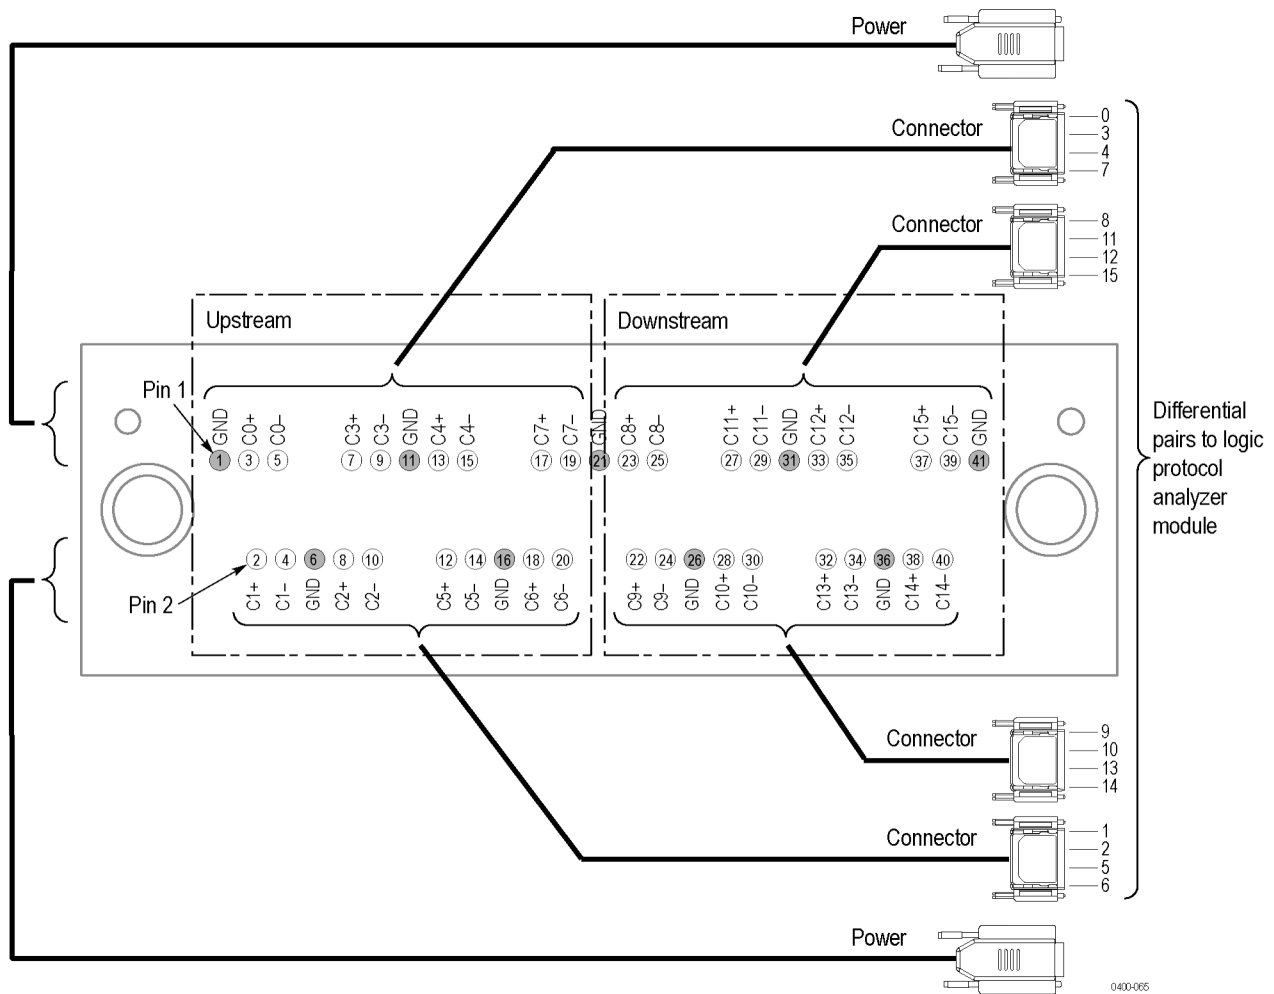 Power
Connector
0
3
4
7
Connector
8
11
12
15
Upstream
Downstream
Pin 1
GND C0+ C0– C3+ C3– GND C4+ C4– C7+ C7– GND C8+ C8– C11+ C11– GND C12+ C12– C15+ C15– GND
1 3 5 7 9 11 13 15 17 19 21 23 25 27 29 31 33 35 37 39 41
Differential
pairs to logic
protocol
analyzer
module
2 4 6 8 10 12 14 16 18 20 22 24 26 28 30 32 34 36 38 40
C1+ C1– GND C2+ C2– C5+ C5– GND C6+ C6– C9+ C9– GND C10+ C10– C13+ C13– GND C14+ C14–
Pin 2
Connector
9
10
13
14
Connector
1
2
5
6
Power
0400-065